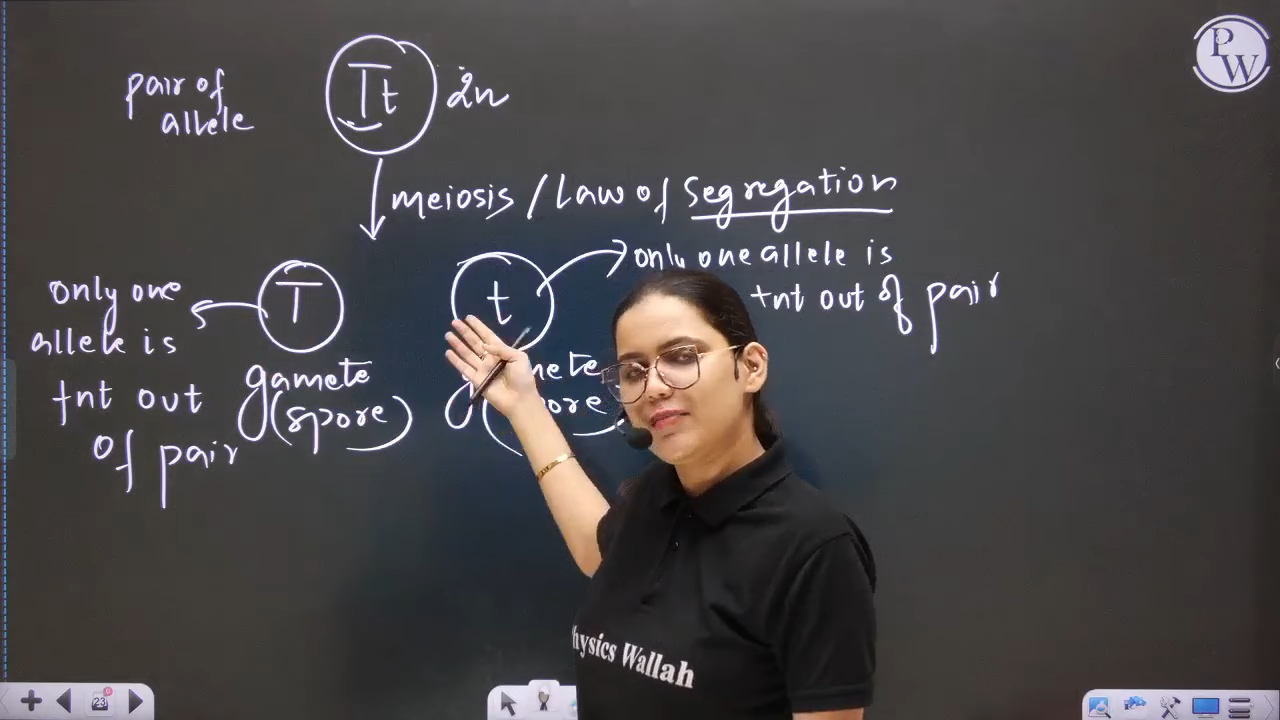 PW
pair of
allele
Tt 2n
meiosis / Law of Segregation
only one
allele is
tnt out
of pair
T
gamete
(spore)
t
only one allele is
tnt out of pair
Physics Wallah
23